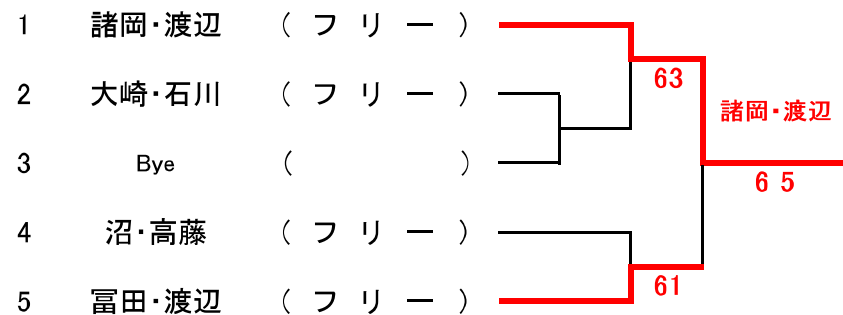 1 諸岡・渡辺 ( フ リ ー )
63
2 大崎・石川 ( フ リ ー )
諸岡・渡辺
3 Bye ( )
6 5
4 沼・高藤 ( フ リ ー )
61
5 冨田・渡辺 ( フ リ ー )